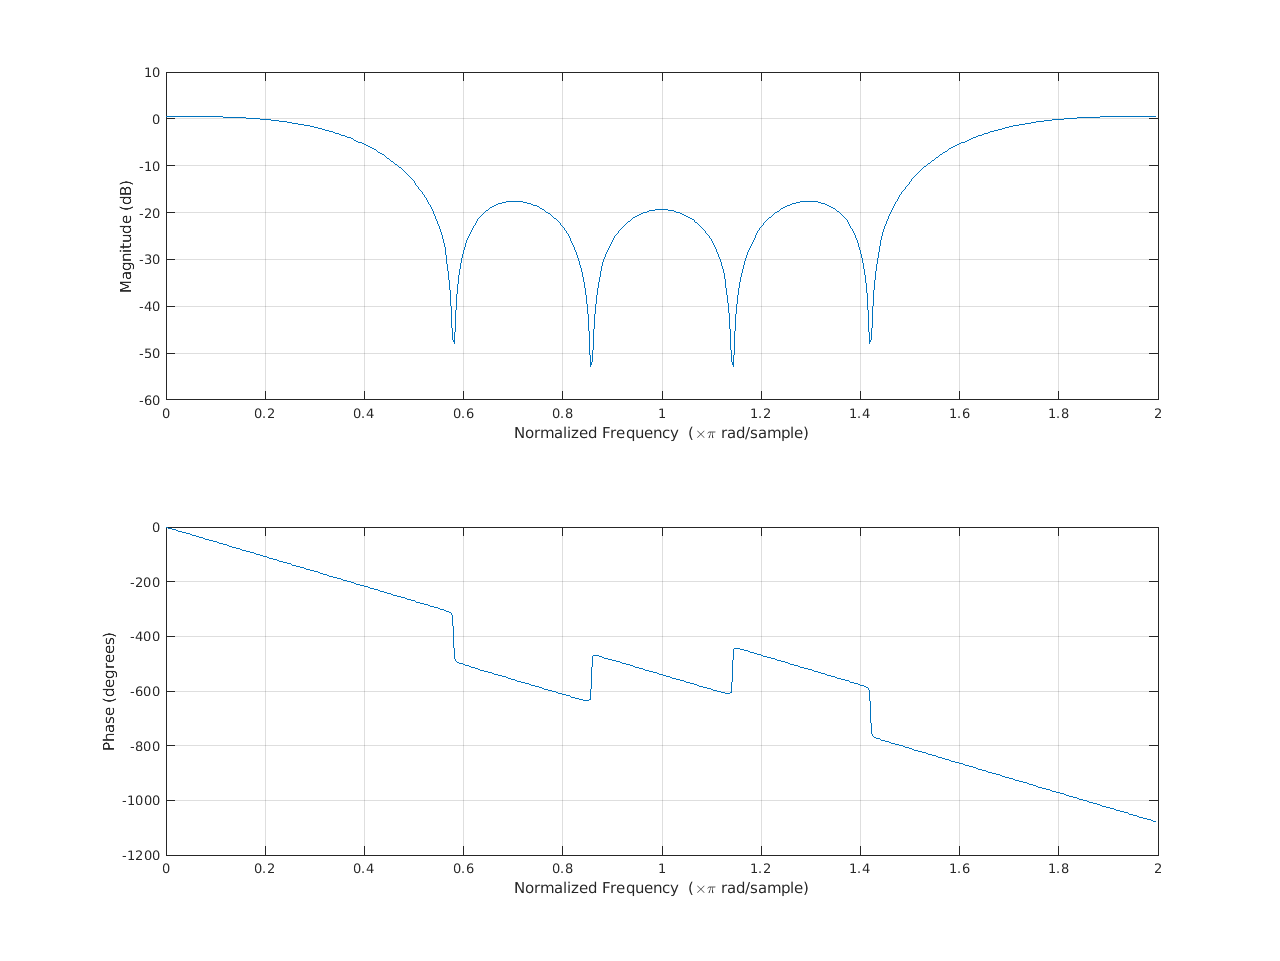 10
0
-10
-20
-30
-40
-50
-60
Magnitude (dB)
0 0.2 0.4 0.6 0.8 1 1.2 1.4 1.6 1.8 2
Normalized Frequency (×π rad/sample)
0
-200
-400
-600
-800
-1000
-1200
Phase (degrees)
0 0.2 0.4 0.6 0.8 1 1.2 1.4 1.6 1.8 2
Normalized Frequency (×π rad/sample)